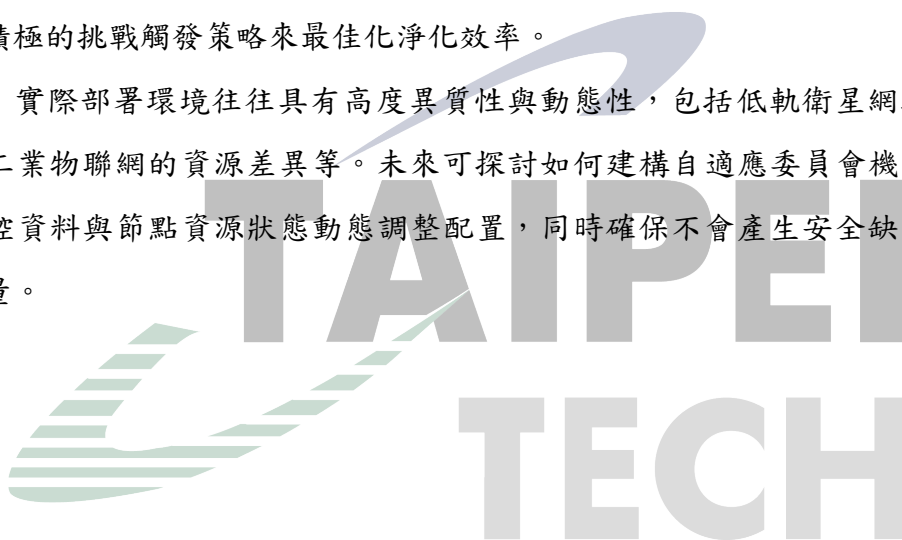 積極的挑戰觸發策略來最佳化淨化效率。
實際部署環境往往具有高度異質性與動態性，包括低軌衛星網
工業物聯網的資源差異等。未來可探討如何建構自適應委員會機
控資料與節點資源狀態動態調整配置，同時確保不會產生安全缺
量。
TAIPEI
TECH